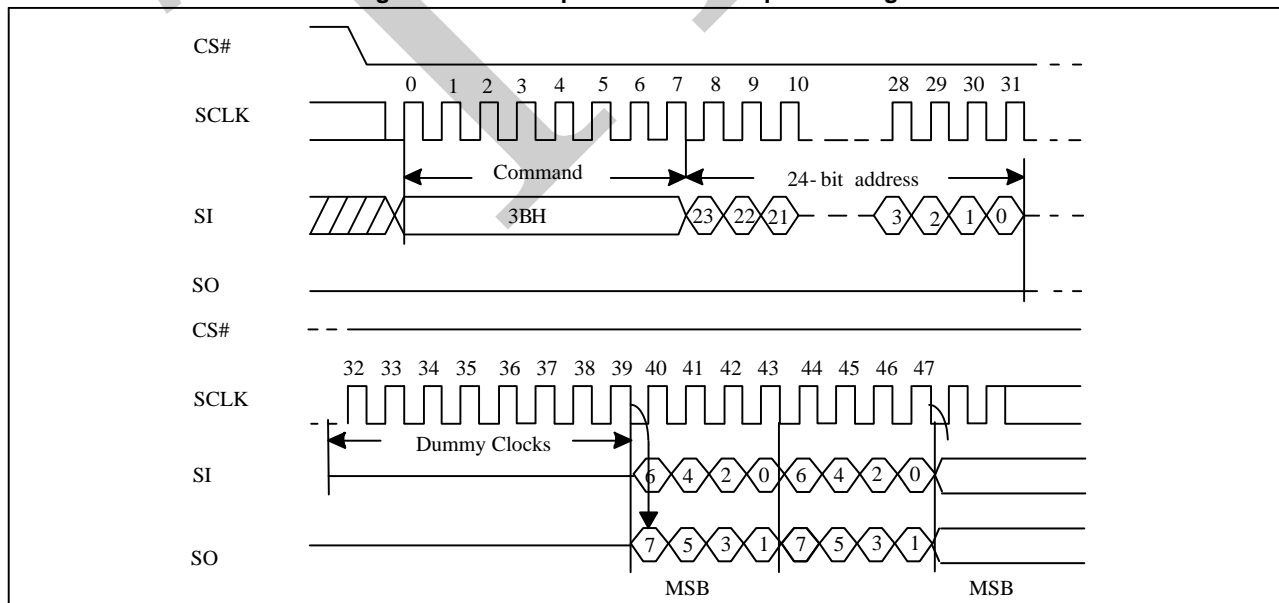 CS#
0 1 2 3 4 5 6 7 8 9 10 28 29 30 31
SCLK
Command
24- bit address
SI
3BH
23 22 21 3 2 1 0
SO
CS#
32 33 34 35 36 37 38 39 40 41 42 43 44 45 46 47
SCLK
Dummy Clocks
SI
6 4 2 0 6 4 2 0
SO
7 5 3 1 7 5 3 1
MSB MSB